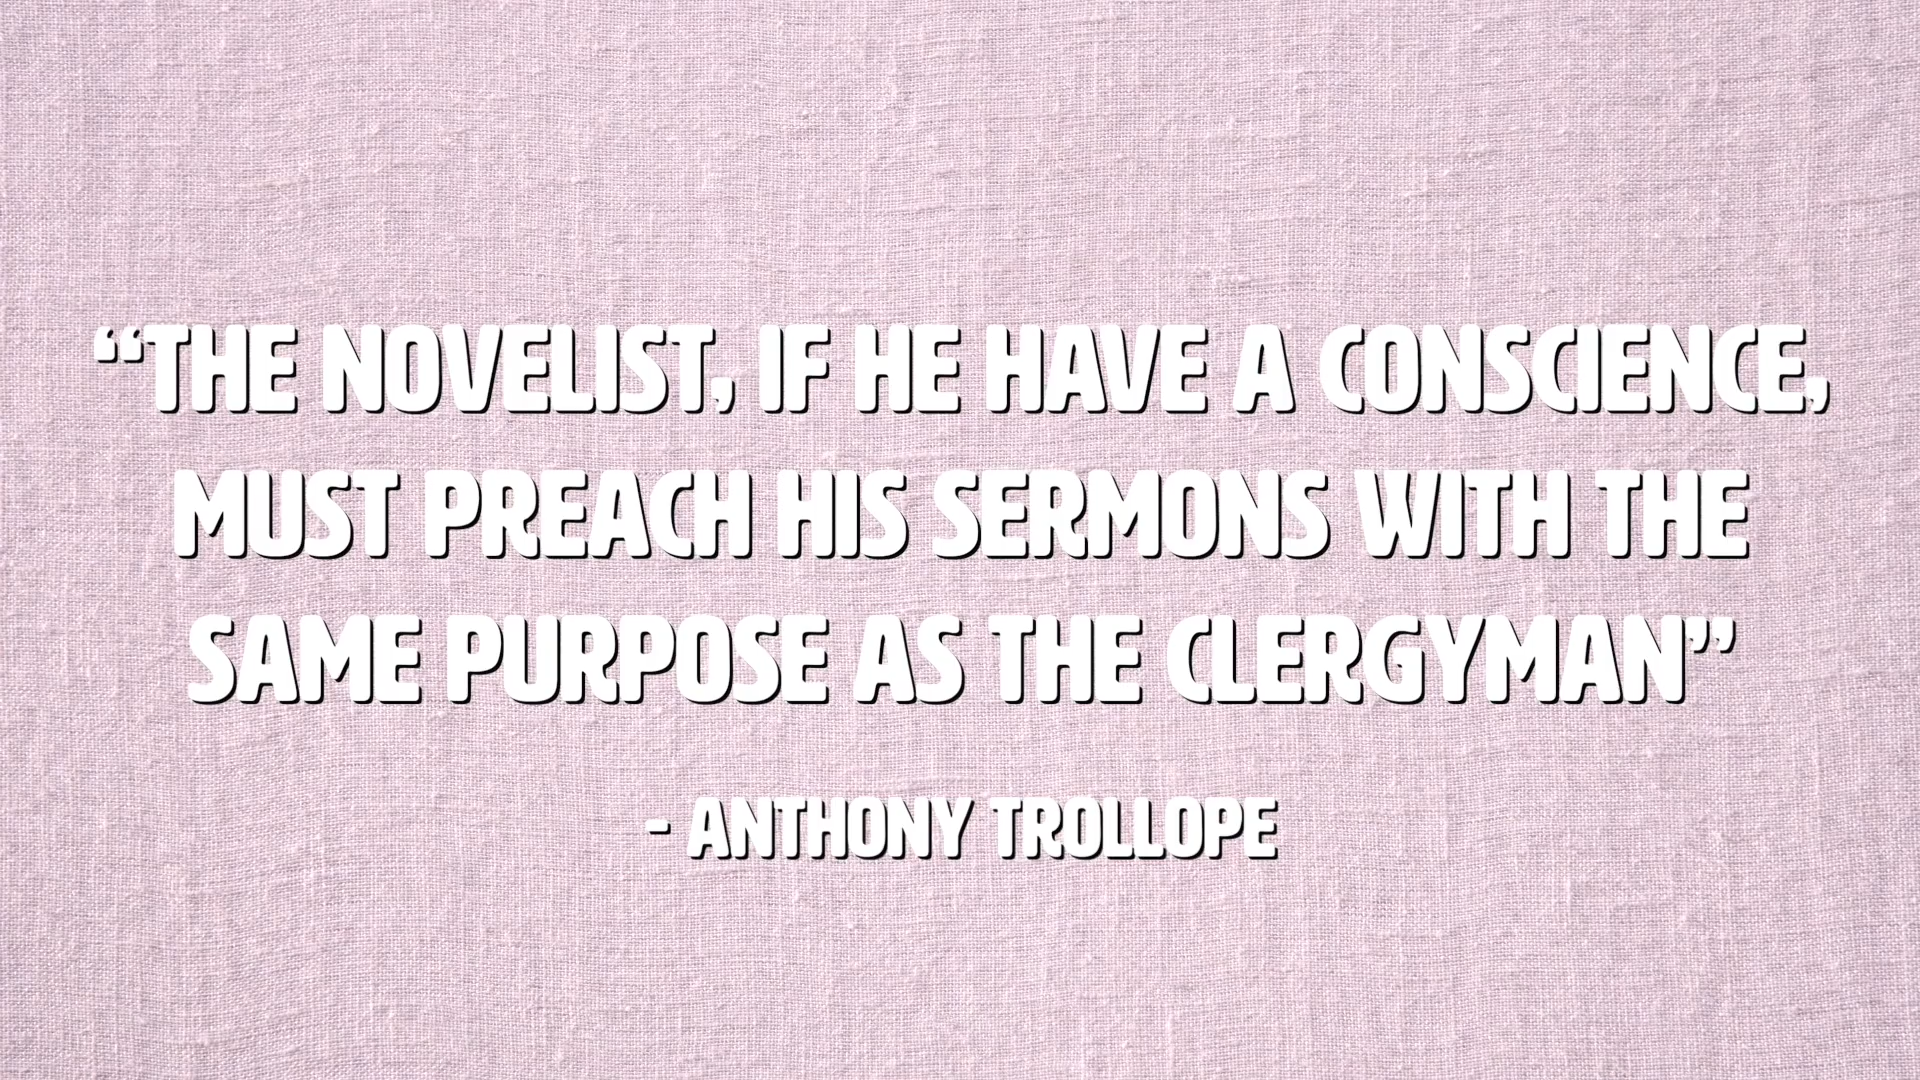 “THE NOVELIST, IF HE HAVE A CONSCIENCE,
MUST PREACH HIS SERMONS WITH THE
SAME PURPOSE AS THE CLERGYMAN”
- ANTHONY TROLLOPE